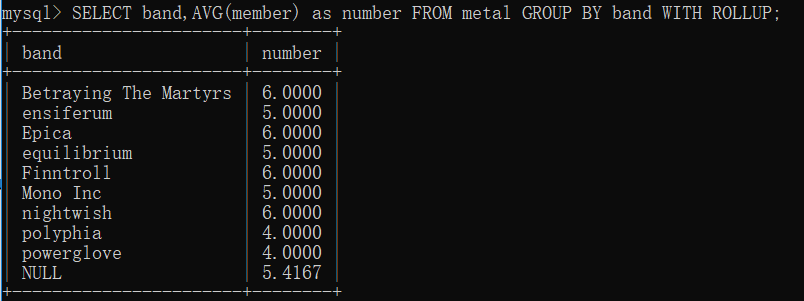 mysql> SELECT band,AVG(member) as number FROM metal GROUP BY band WITH ROLLUP;
+-----------------------+--------+
| band                  | number |
+-----------------------+--------+
| Betraying The Martyrs | 6.0000 |
| ensiferum             | 5.0000 |
| Epica                 | 6.0000 |
| equilibrium           | 5.0000 |
| Finntroll             | 6.0000 |
| Mono Inc              | 5.0000 |
| nightwish             | 6.0000 |
| polyphia              | 4.0000 |
| powerglove            | 4.0000 |
| NULL                  | 5.4167 |
+-----------------------+--------+